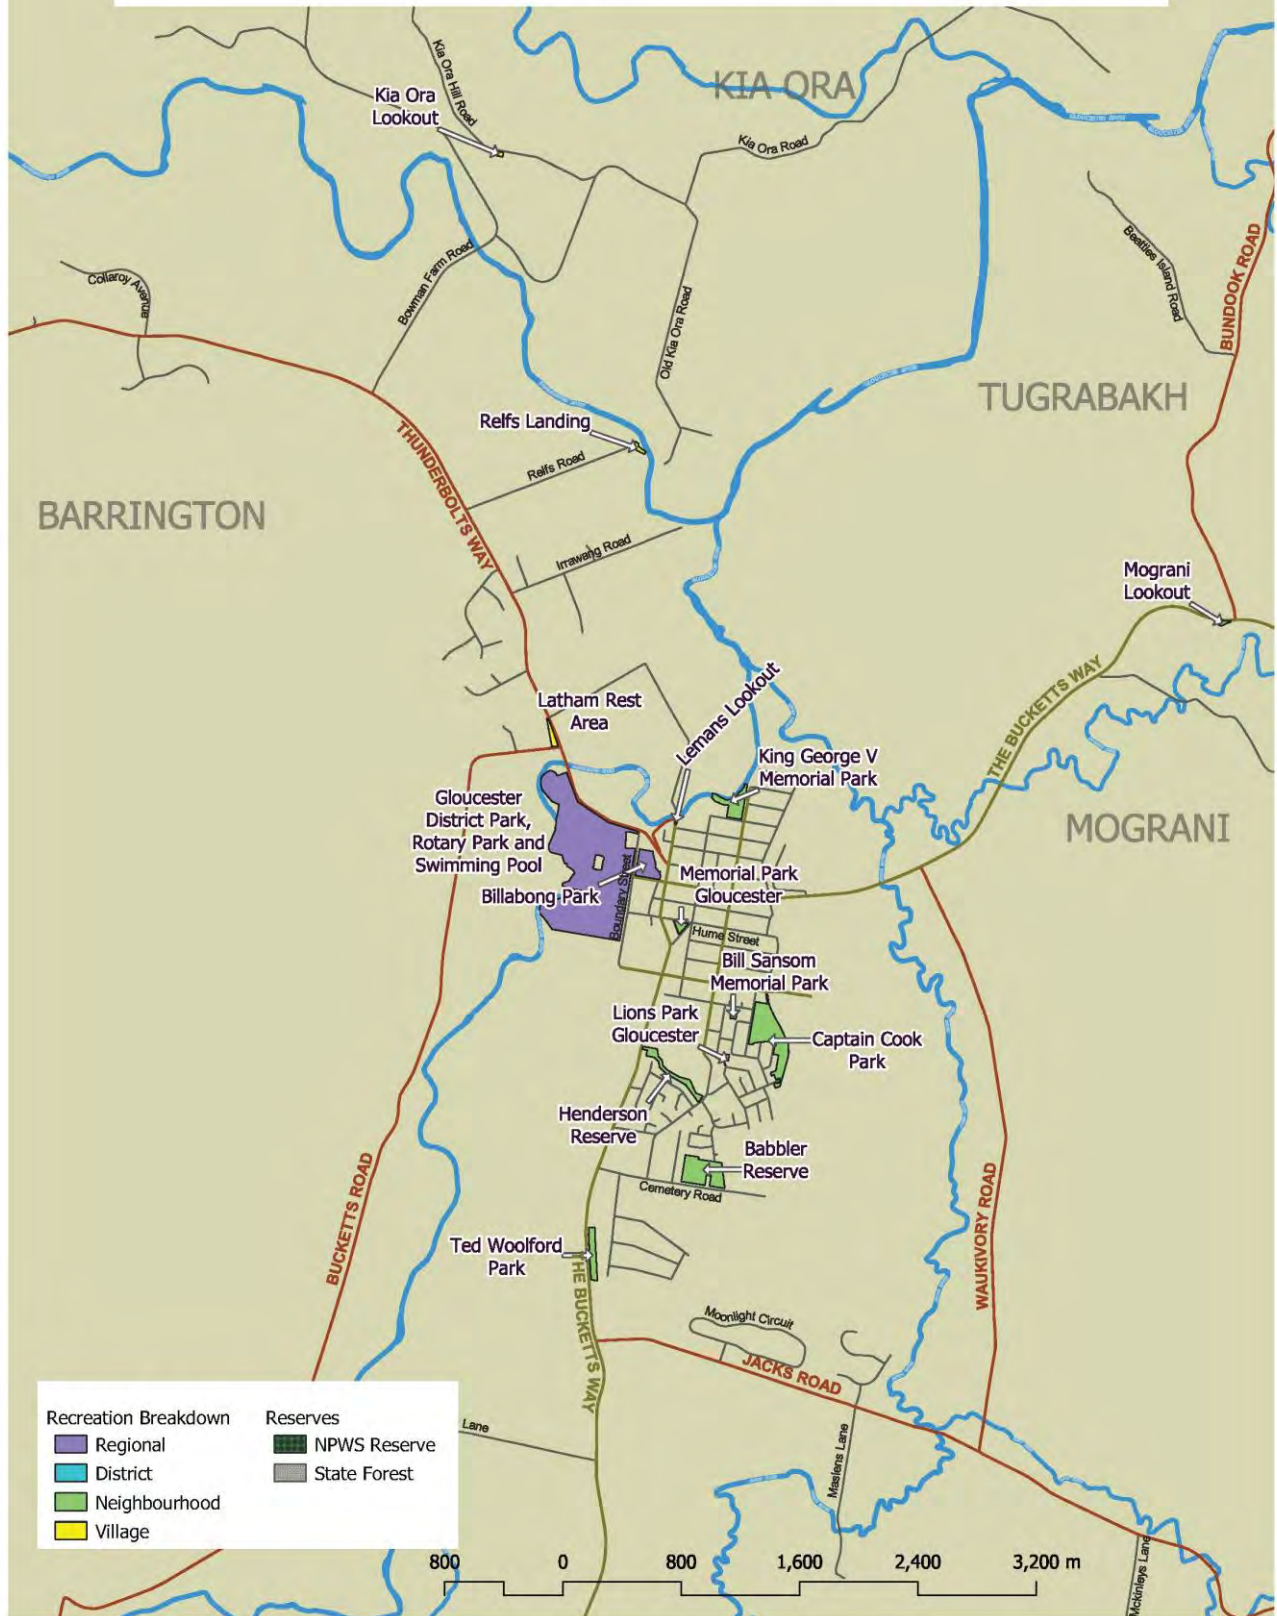 KIA ORA
Kia Ora Hill Road
Kia Ora
Lookout
Kia Ora Road
Collaroy Avenue
Bowman Farm Road
Old Kia Ora Road
Beatties Island Road
BUNDOOK ROAD
TUGRABAKH
Relfs Landing
Relfs Road
THUNDERBOLTS WAY
BARRINGTON
Irrawang Road
Mograni
Lookout
THE BUCKETTS WAY
Latham Rest
Area
Lemans Lookout
King George V
Memorial Park
Gloucester
District Park,
Rotary Park and
Swimming Pool
MOGRANI
Billabong Park
Boundary Street
Memorial Park
Gloucester
Hume Street
Bill Sansom
Memorial Park
Lions Park
Gloucester
Captain Cook
Park
Henderson
Reserve
Babbler
Reserve
Cemetery Road
BUCKETTS ROAD
WAUKIVORY ROAD
Ted Woolford
Park
THE BUCKETTS WAY
Moonlight Circuit
JACKS ROAD
Maslens Lane
Lane
Mckinleys Lane
Recreation Breakdown
Regional
District
Neighbourhood
Village
Reserves
NPWS Reserve
State Forest
800 0 800 1,600 2,400 3,200 m